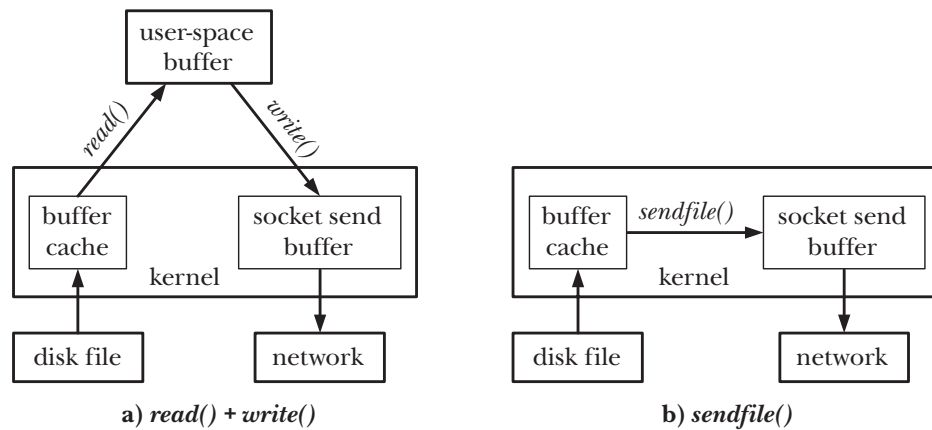 user-space
buffer
read()
write()
buffer
cache
socket send
buffer
kernel
disk file
network
a) read() + write()
buffer
cache
sendfile()
socket send
buffer
kernel
disk file
network
b) sendfile()